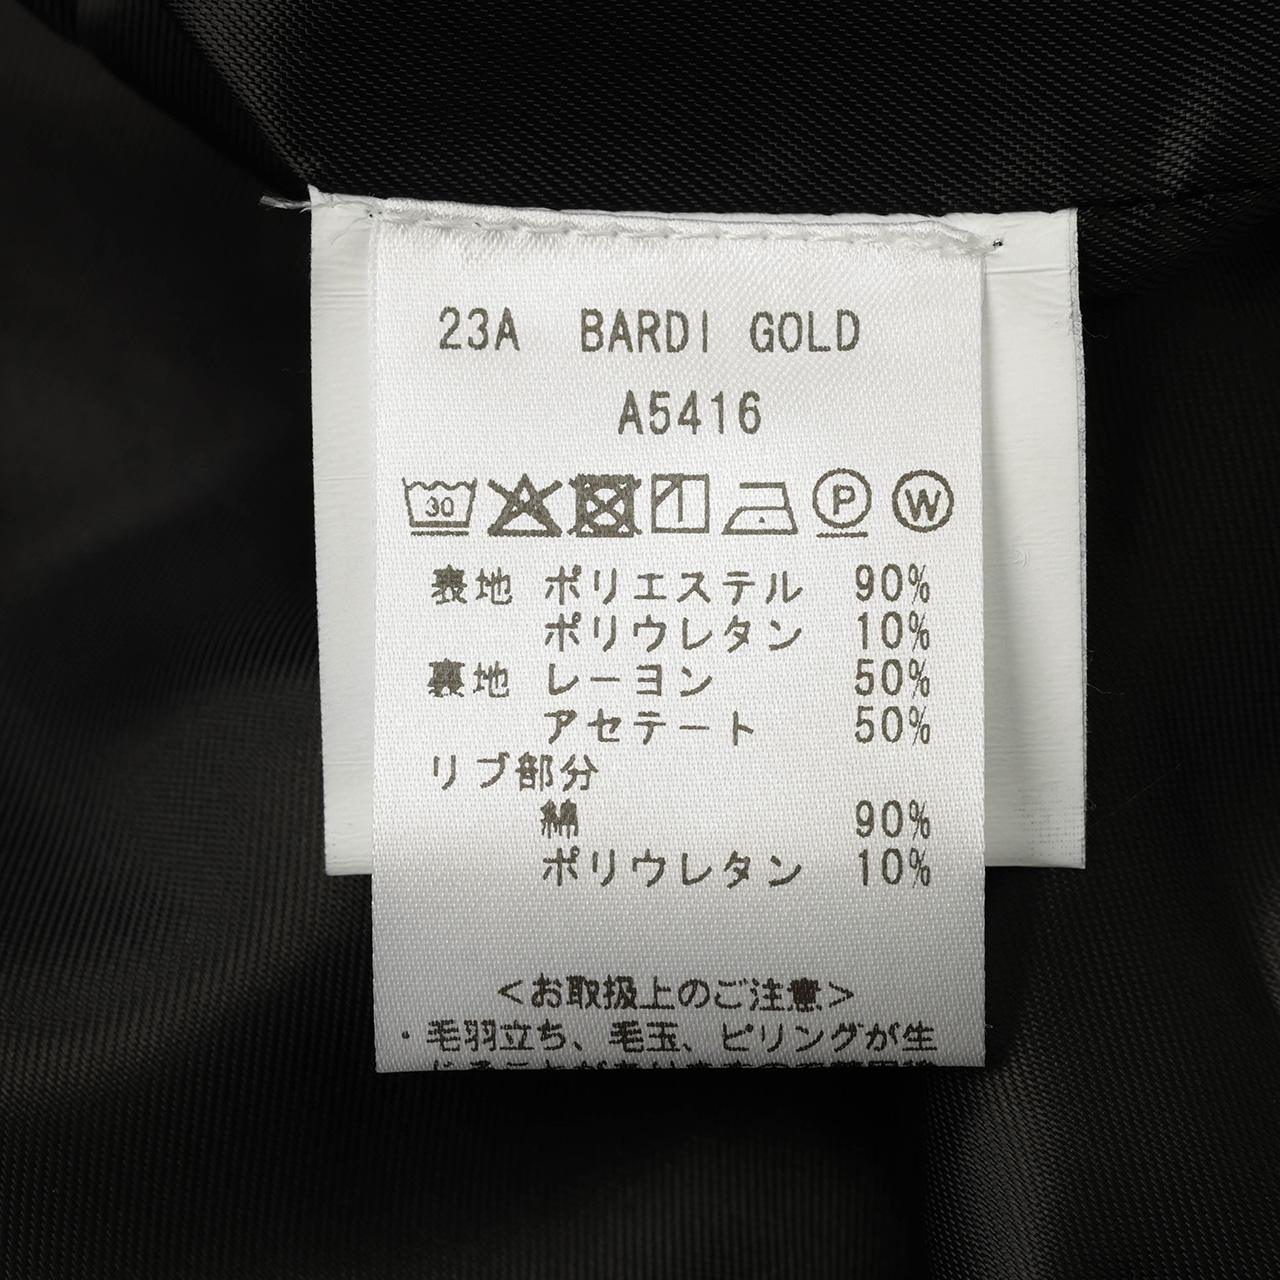 23A BARDI GOLD
A5416
30 P W
表地 ポリエステル 90%
ポリウレタン 10%
裏地 レーヨン 50%
アセテート 50%
リブ部分
綿 90%
ポリウレタン 10%
<お取扱上のご注意>
・毛羽立ち、毛玉、ピリングが生